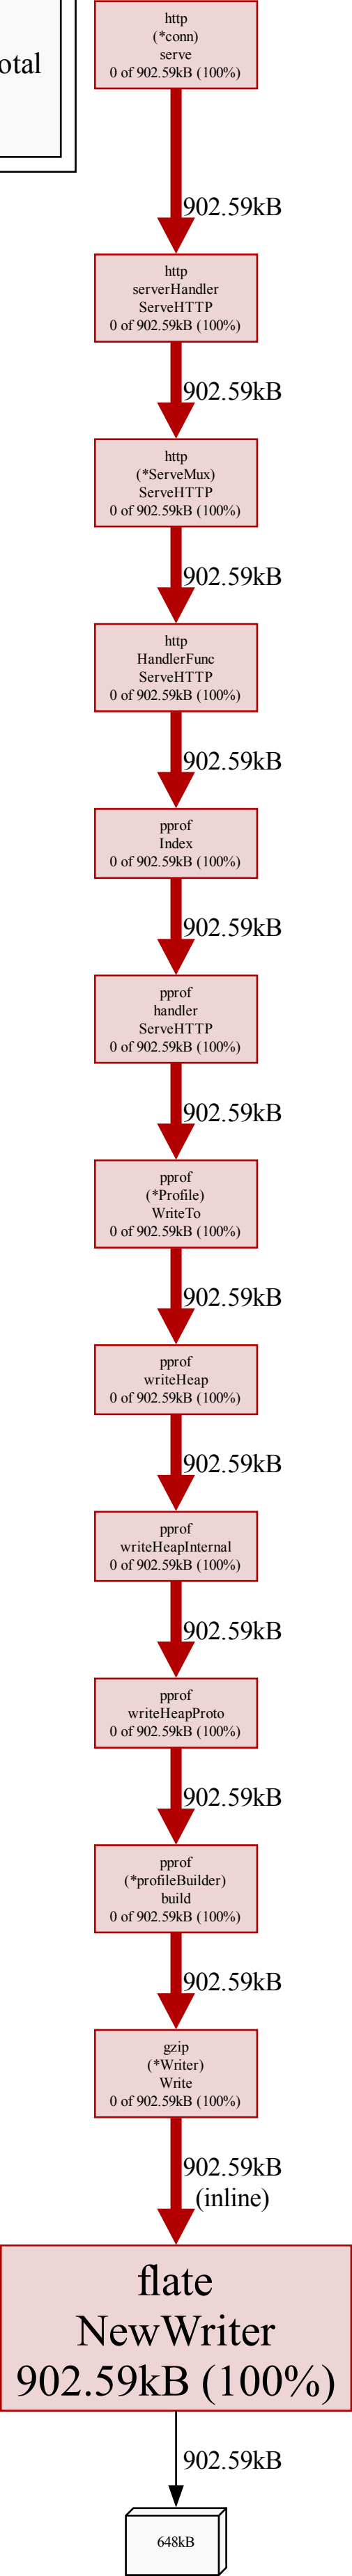 http
(*conn)
serve
0 of 902.59kB (100%)
otal
902.59kB
http
serverHandler
ServeHTTP
0 of 902.59kB (100%)
902.59kB
http
(*ServeMux)
ServeHTTP
0 of 902.59kB (100%)
902.59kB
http
HandlerFunc
ServeHTTP
0 of 902.59kB (100%)
902.59kB
pprof
Index
0 of 902.59kB (100%)
902.59kB
pprof
handler
ServeHTTP
0 of 902.59kB (100%)
902.59kB
pprof
(*Profile)
WriteTo
0 of 902.59kB (100%)
902.59kB
pprof
writeHeap
0 of 902.59kB (100%)
902.59kB
pprof
writeHeapInternal
0 of 902.59kB (100%)
902.59kB
pprof
writeHeapProto
0 of 902.59kB (100%)
902.59kB
pprof
(*profileBuilder)
build
0 of 902.59kB (100%)
902.59kB
gzip
(*Writer)
Write
0 of 902.59kB (100%)
902.59kB
(inline)
flate
NewWriter
902.59kB (100%)
902.59kB
648kB